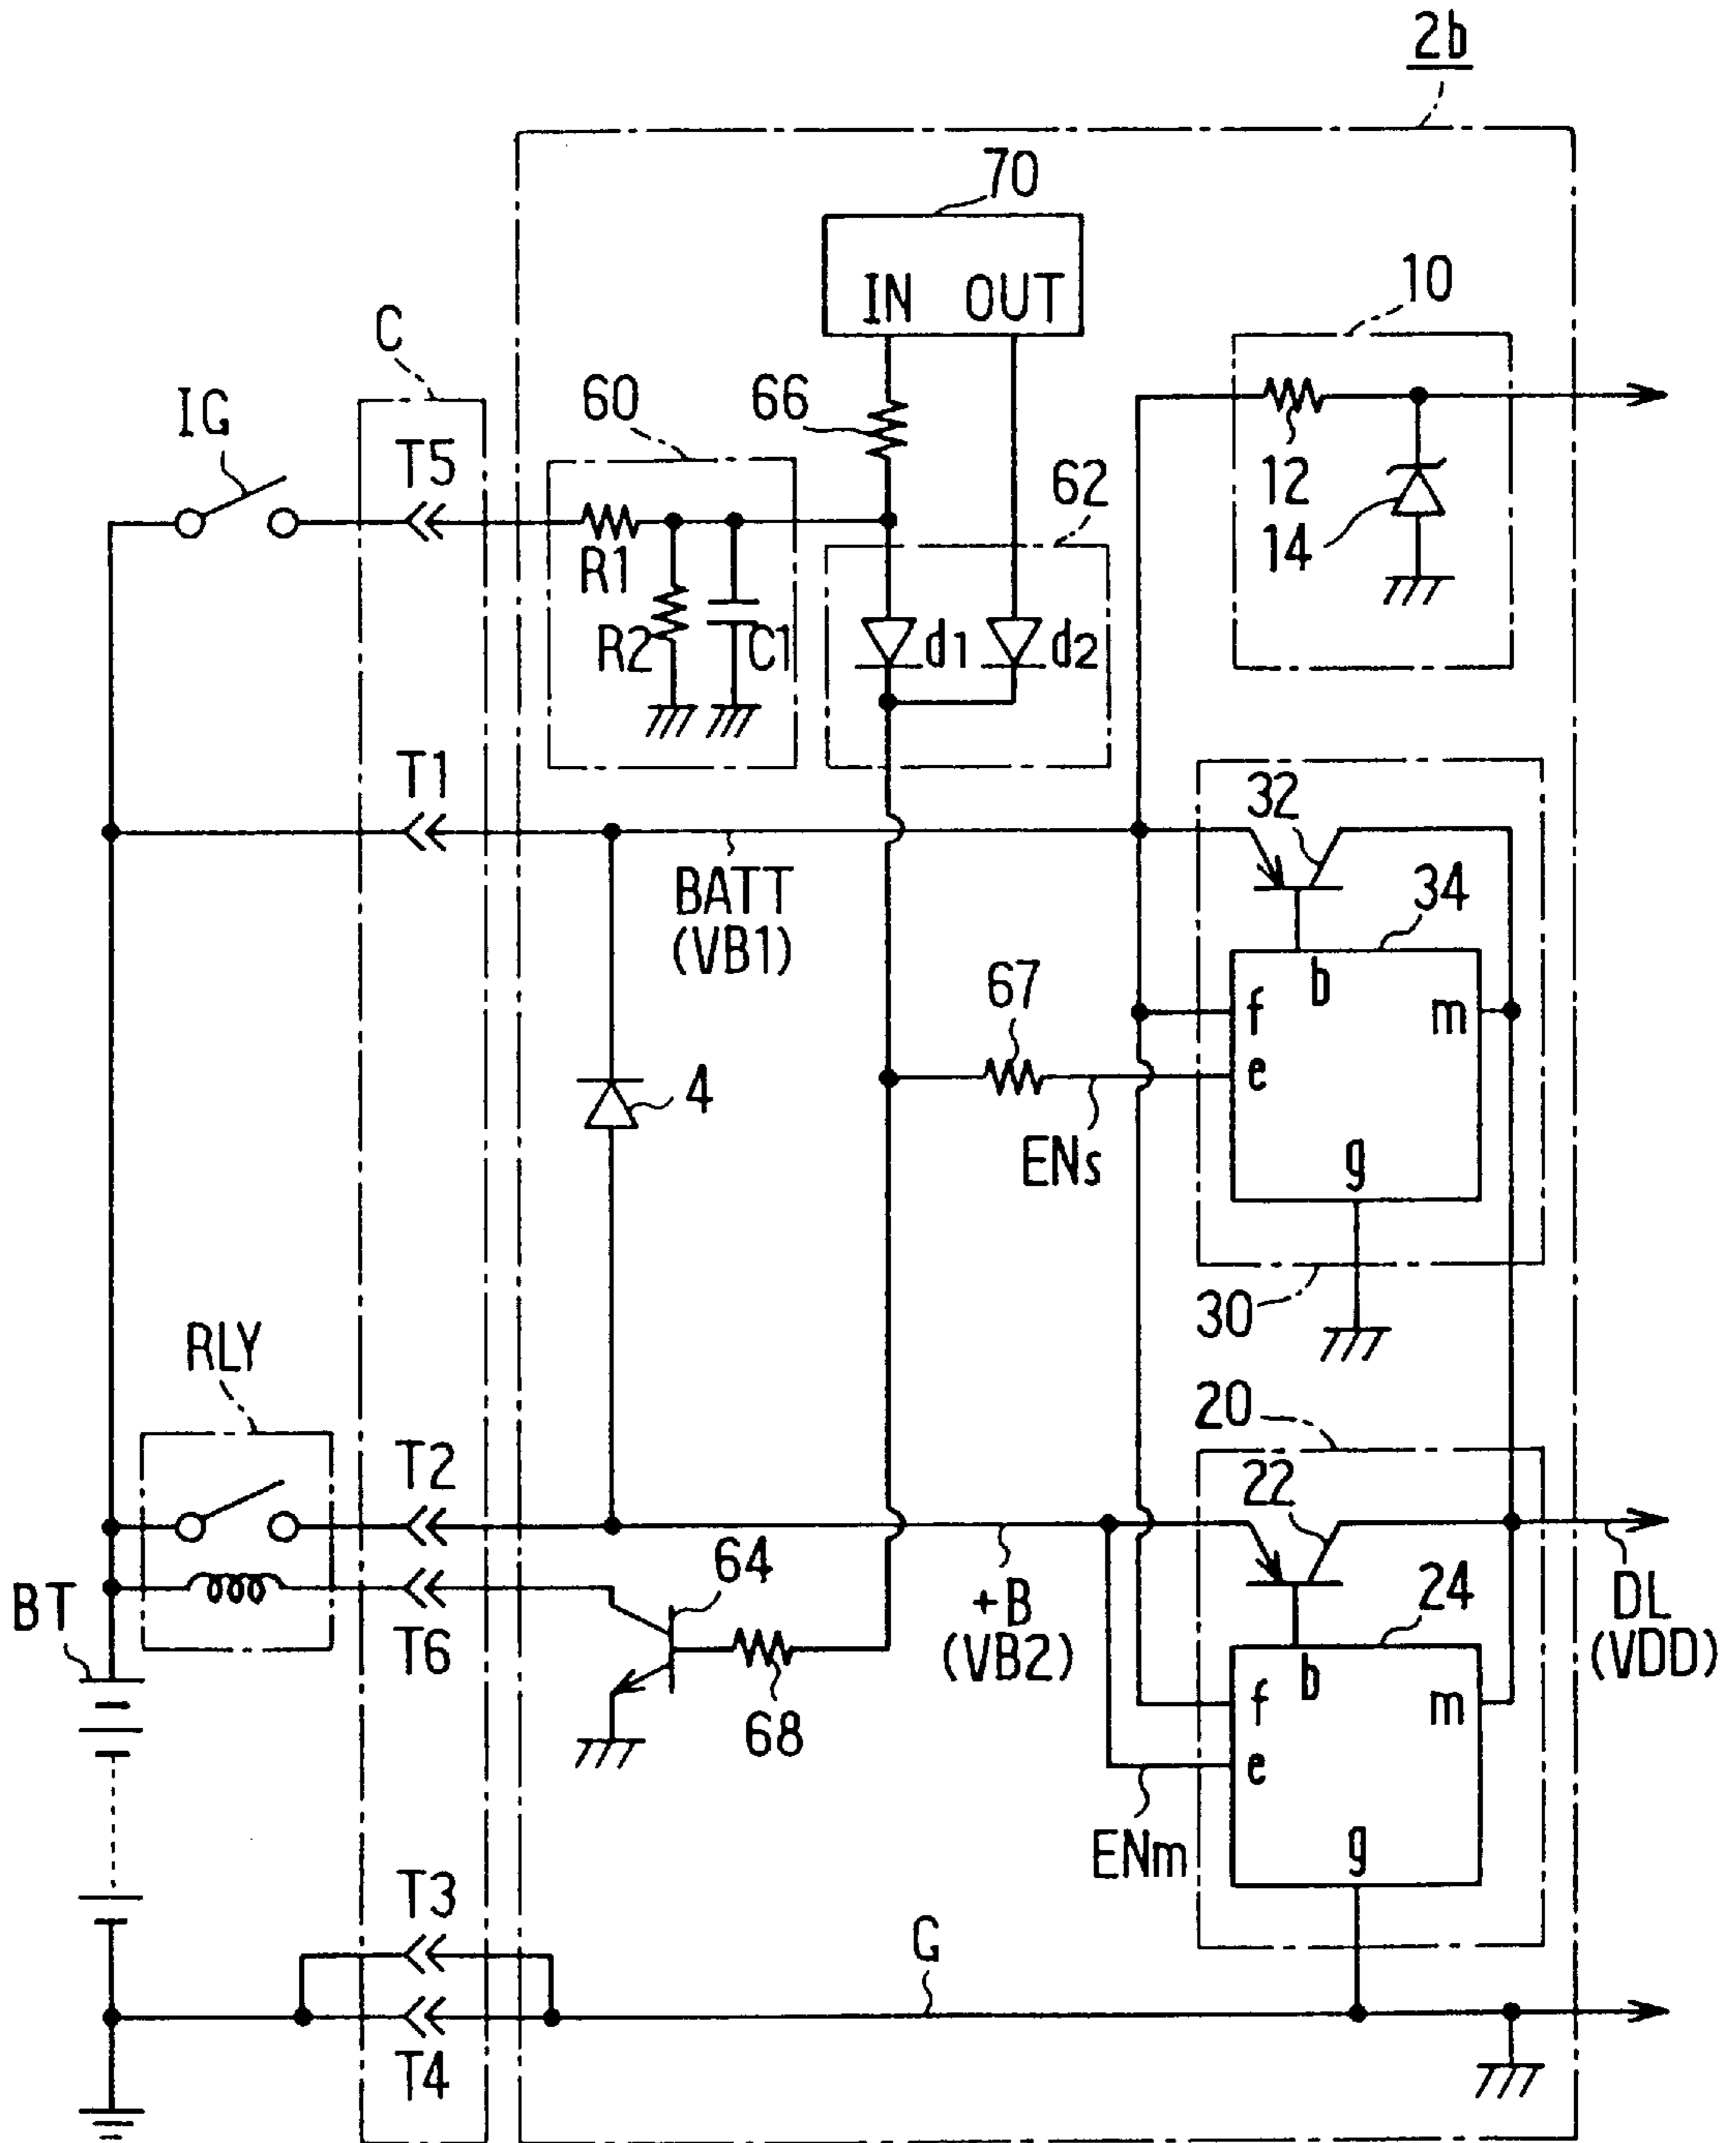 2b
70
IN OUT
10
C
IG
T5
60
66
62
12
14
R1
R2
C1
d1
d2
T1
BATT
(VB1)
32
34
b
f
m
e
g
67
ENs
4
30
RLY
T2
20
22
64
24
BT
T6
+B
(VB2)
DL
(VDD)
b
f
m
e
g
68
ENm
T3
G
T4